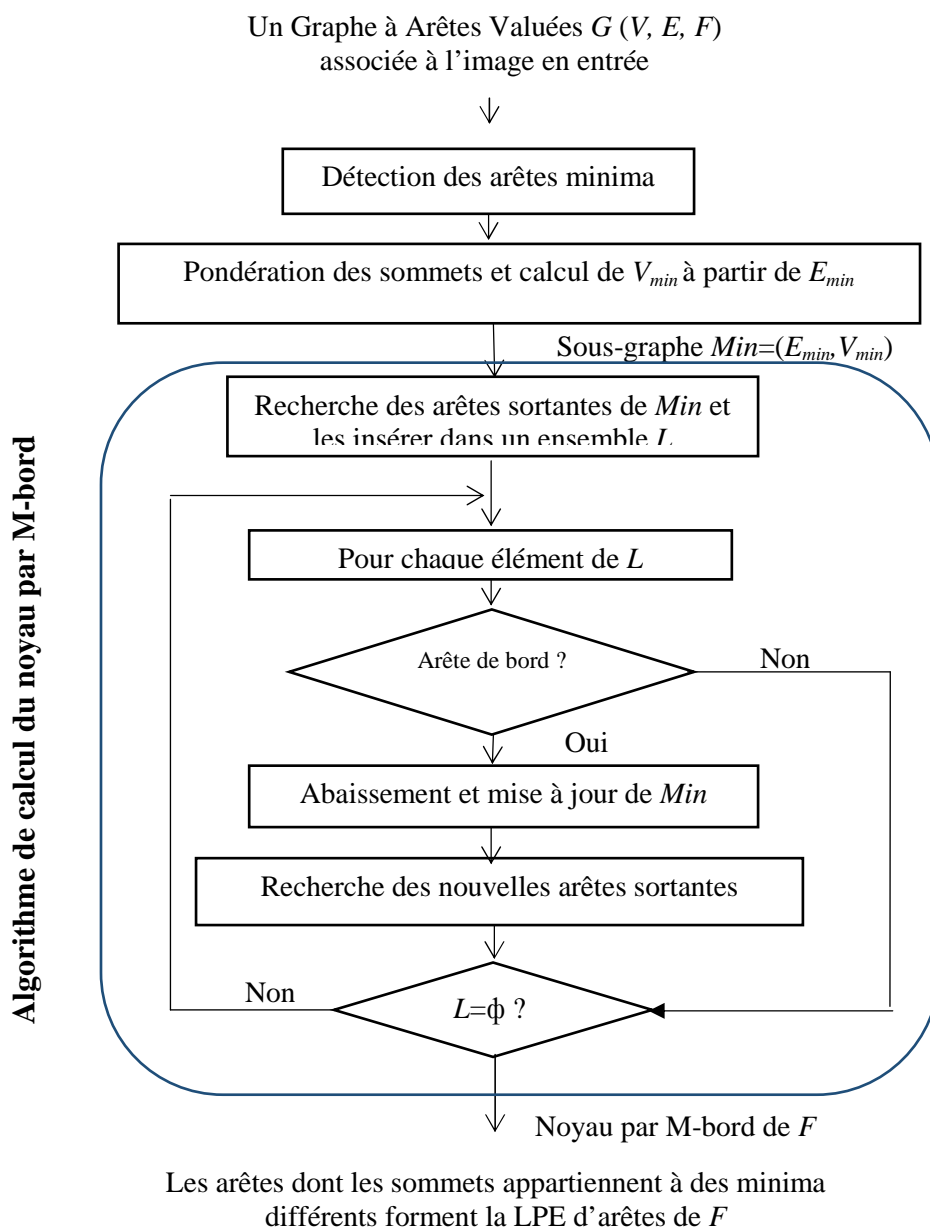 Un Graphe à Arêtes Valuées G (V, E, F)
associée à l'image en entrée
Détection des arêtes minima
Pondération des sommets et calcul de Vmin à partir de Emin
Sous-graphe Min=(Emin,Vmin)
Recherche des arêtes sortantes de Min et
les insérer dans un ensemble L
Pour chaque élément de L
Arête de bord ?
Non
Oui
Abaissement et mise à jour de Min
Recherche des nouvelles arêtes sortantes
Non
L=ф ?
Algorithme de calcul du noyau par M-bord
Noyau par M-bord de F
Les arêtes dont les sommets appartiennent à des minima
différents forment la LPE d'arêtes de F